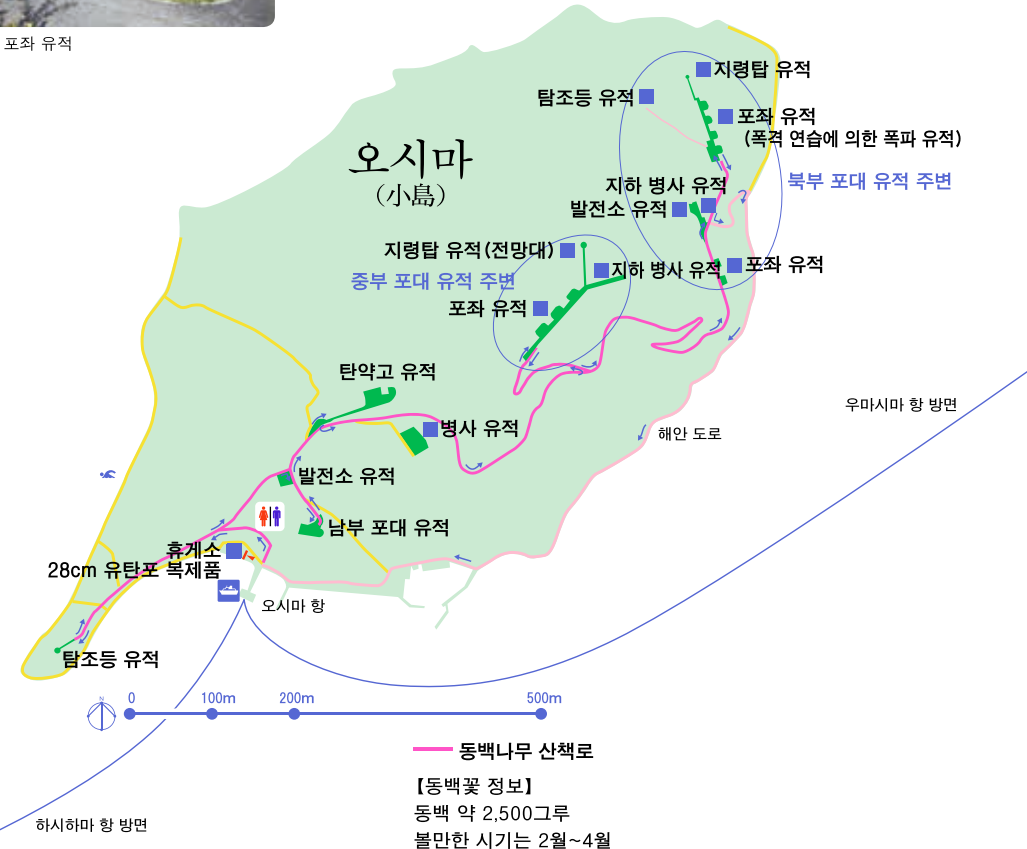 포좌 유적
지령탑 유적
탐조등 유적
포좌 유적
(폭격 연습에 의한 폭파 유적)
오시마
(小島)
지하 병사 유적
북부 포대 유적 주변
발전소 유적
지령탑 유적(전망대)
지하 병사 유적
포좌 유적
중부 포대 유적 주변
포좌 유적
탄약고 유적
우마시마 항 방면
병사 유적
해안 도로
발전소 유적
남부 포대 유적
휴게소
28cm 유탄포 복제품
오시마 항
탐조등 유적
N
0 100m 200m 500m
동백나무 산책로
【동백꽃 정보】
동백 약 2,500그루
볼만한 시기는 2월~4월
하시하마 항 방면